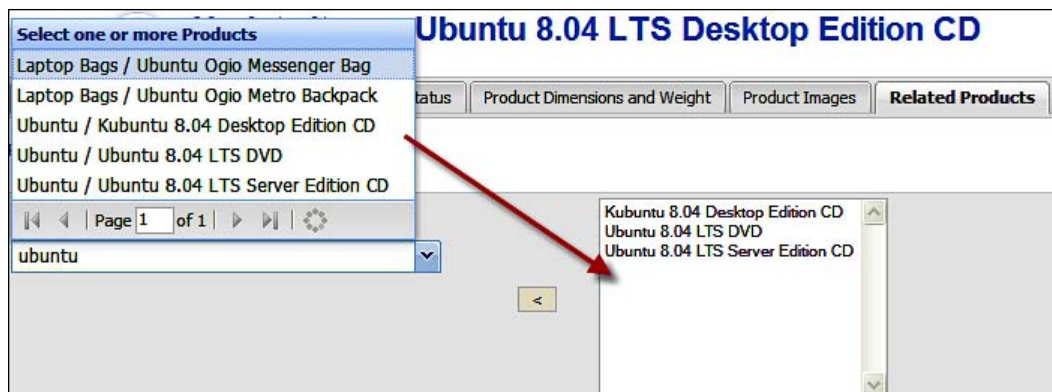 Ubuntu 8.04 LTS Desktop Edition CD
Select one or more Products
Laptop Bags / Ubuntu Ogio Messenger Bag
Laptop Bags / Ubuntu Ogio Metro Backpack
Ubuntu / Kubuntu 8.04 Desktop Edition CD
Ubuntu / Ubuntu 8.04 LTS DVD
Ubuntu / Ubuntu 8.04 LTS Server Edition CD
Page 1 of 1
ubuntu
tatus
Product Dimensions and Weight
Product Images
Related Products
<
Kubuntu 8.04 Desktop Edition CD
Ubuntu 8.04 LTS DVD
Ubuntu 8.04 LTS Server Edition CD